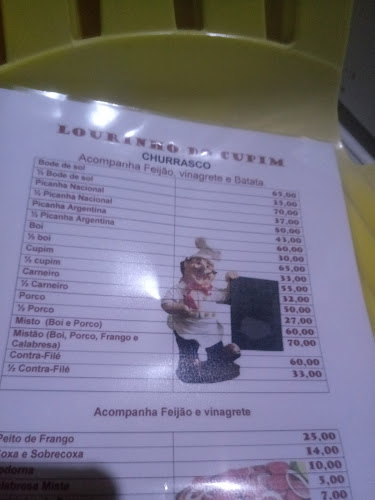 LOURINHO DO CUPIM
CHURRASCO
Acompanha Feijão, vinagrete e Batata
Bode de sol 65,00
½ Bode de sol 35,00
Picanha Nacional 70,00
½ Picanha Nacional 37,00
Picanha Argentina 80,00
½ Picanha Argentina 43,00
Boi 60,00
½ boi 30,00
Cupim 65,00
½ cupim 35,00
Carneiro 55,00
½ Carneiro 32,00
Porco 50,00
½ Porco 27,00
Misto (Boi e Porco) 60,00
Mistão (Boi, Porco, Frango e 70,00
Calabresa)
Contra-Filé 60,00
½ Contra-Filé 33,00
Acompanha Feijão e vinagrete
Peito de Frango 25,00
Coxa e Sobrecoxa 14,00
10,00
Misto 5,00
7,00